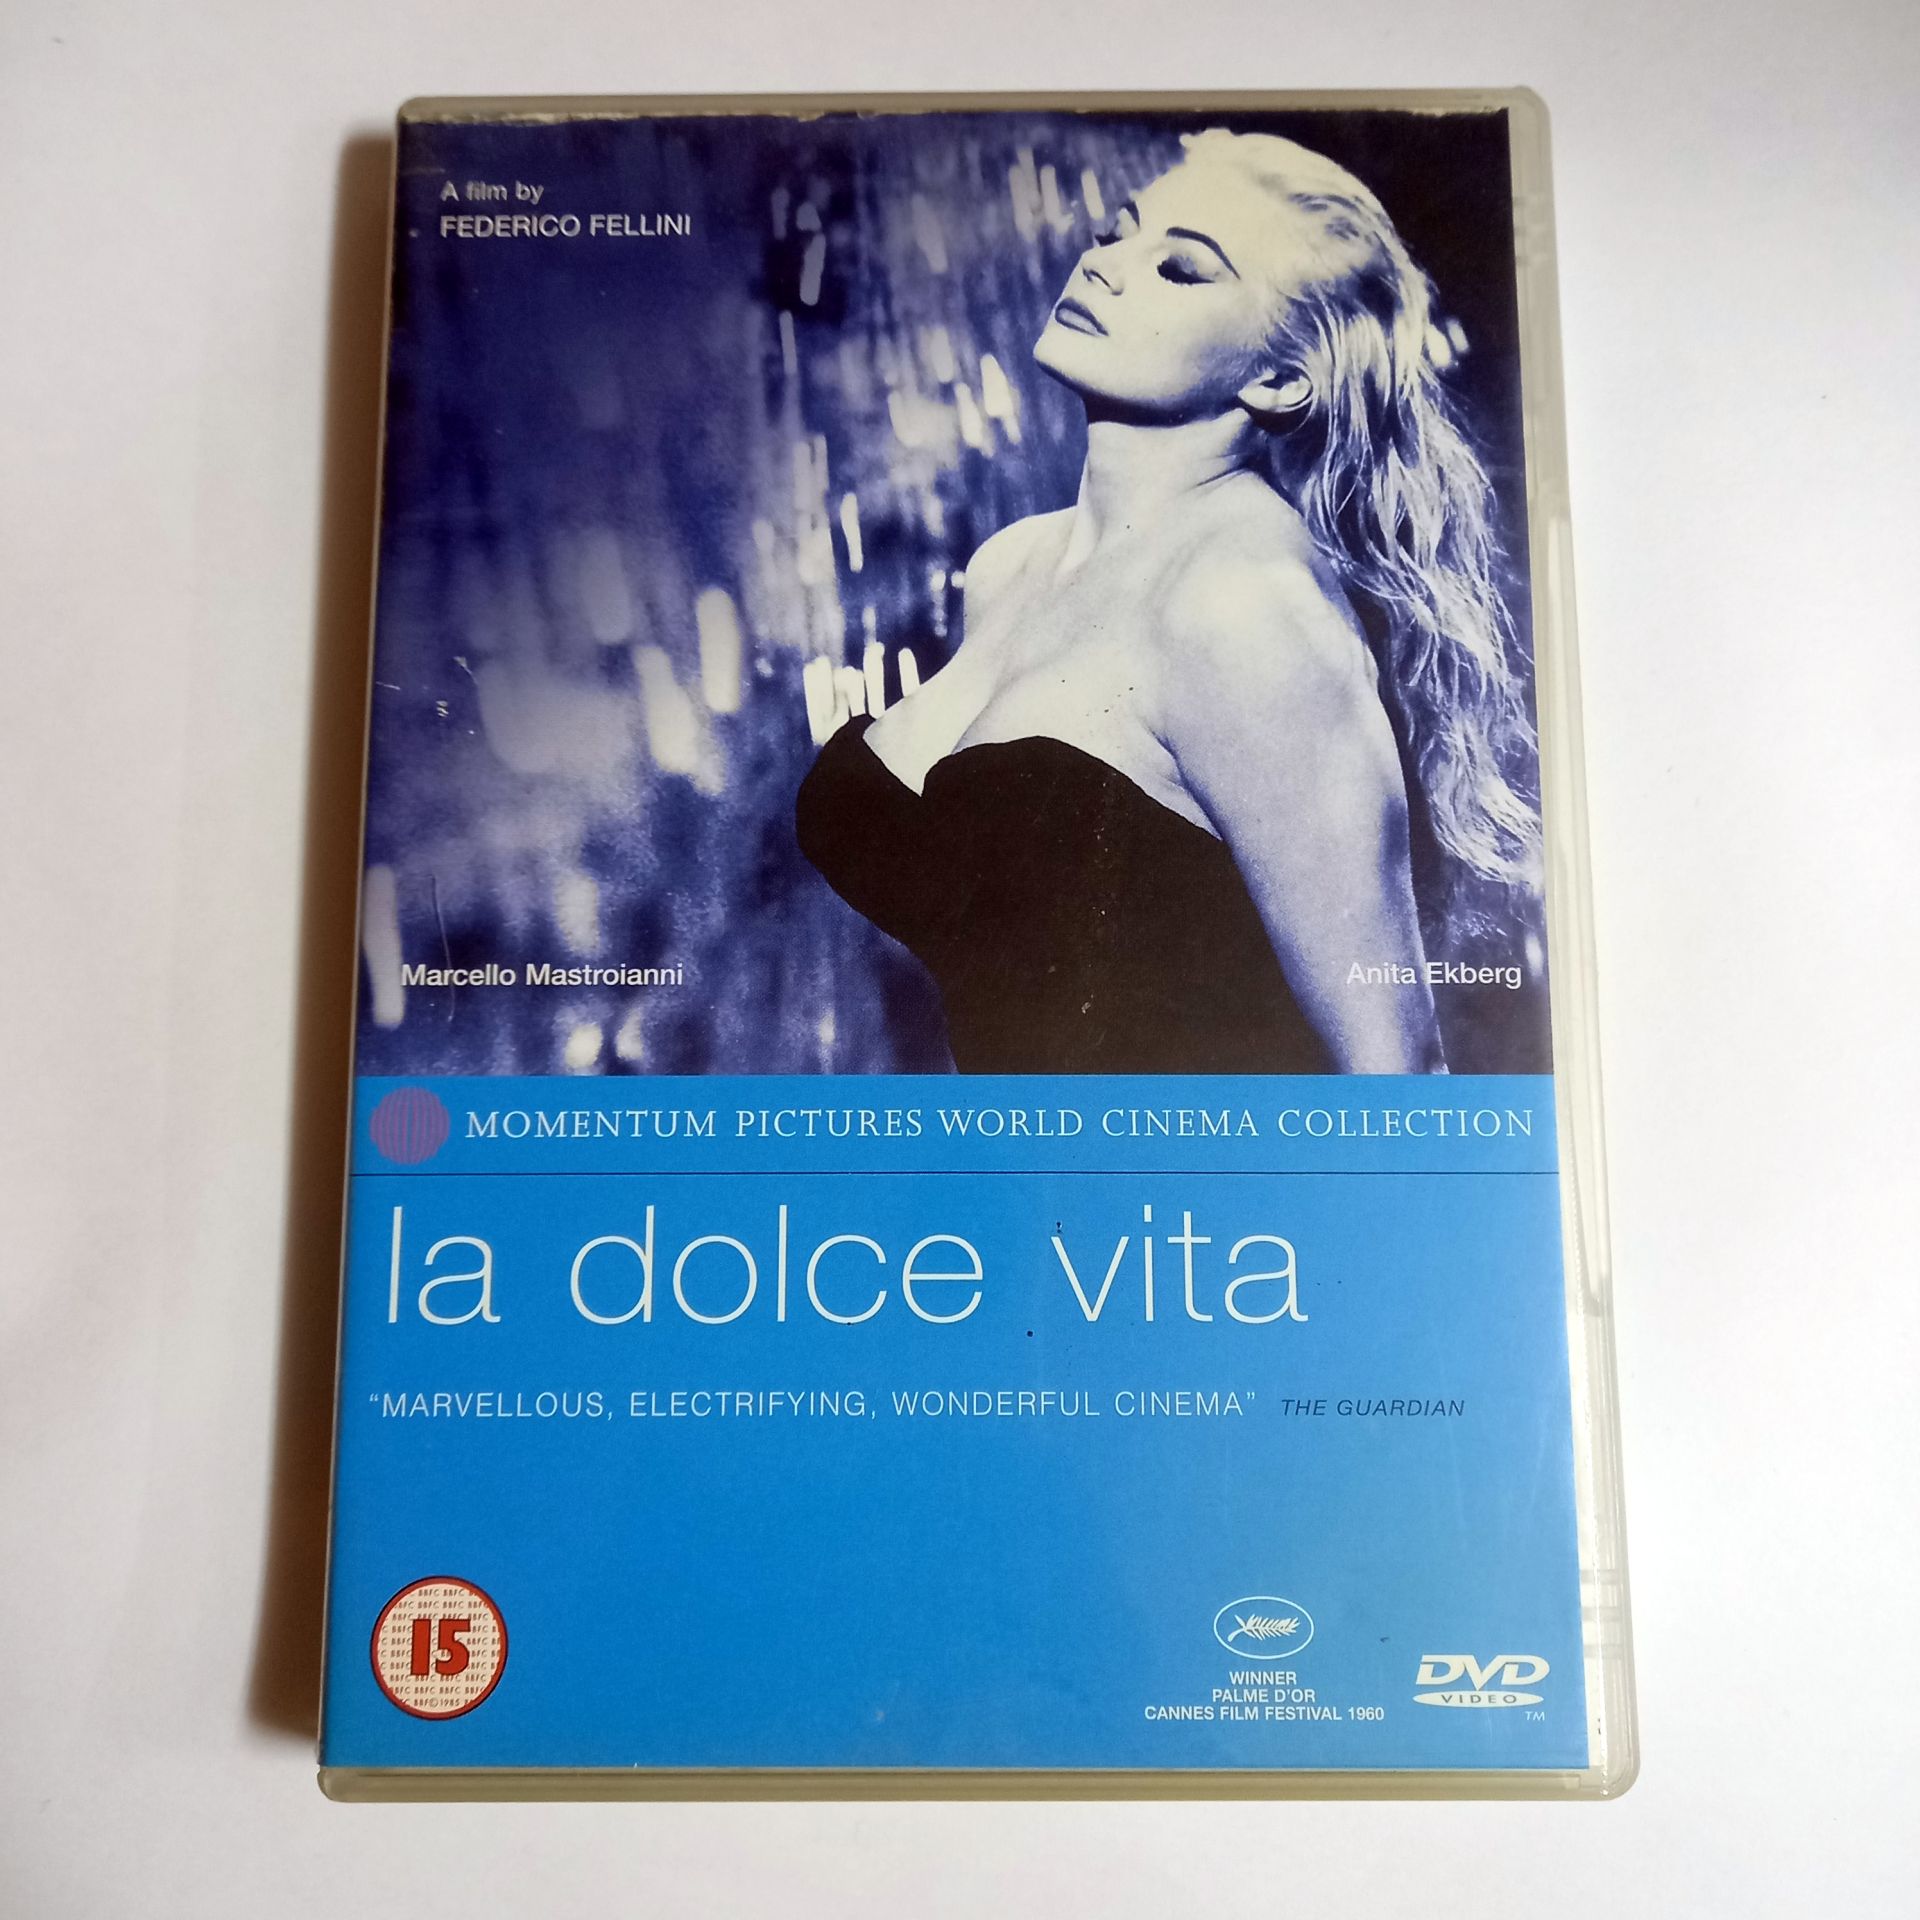 A film by
FEDERICO FELLINI
Marcello Mastroianni
Anita Ekberg
MOMENTUM PICTURES WORLD CINEMA COLLECTION
la dolce vita
“MARVELLOUS, ELECTRIFYING, WONDERFUL CINEMA” THE GUARDIAN
15
WINNER
PALME D'OR
CANNES FILM FESTIVAL 1960
DVD
VIDEO
TM